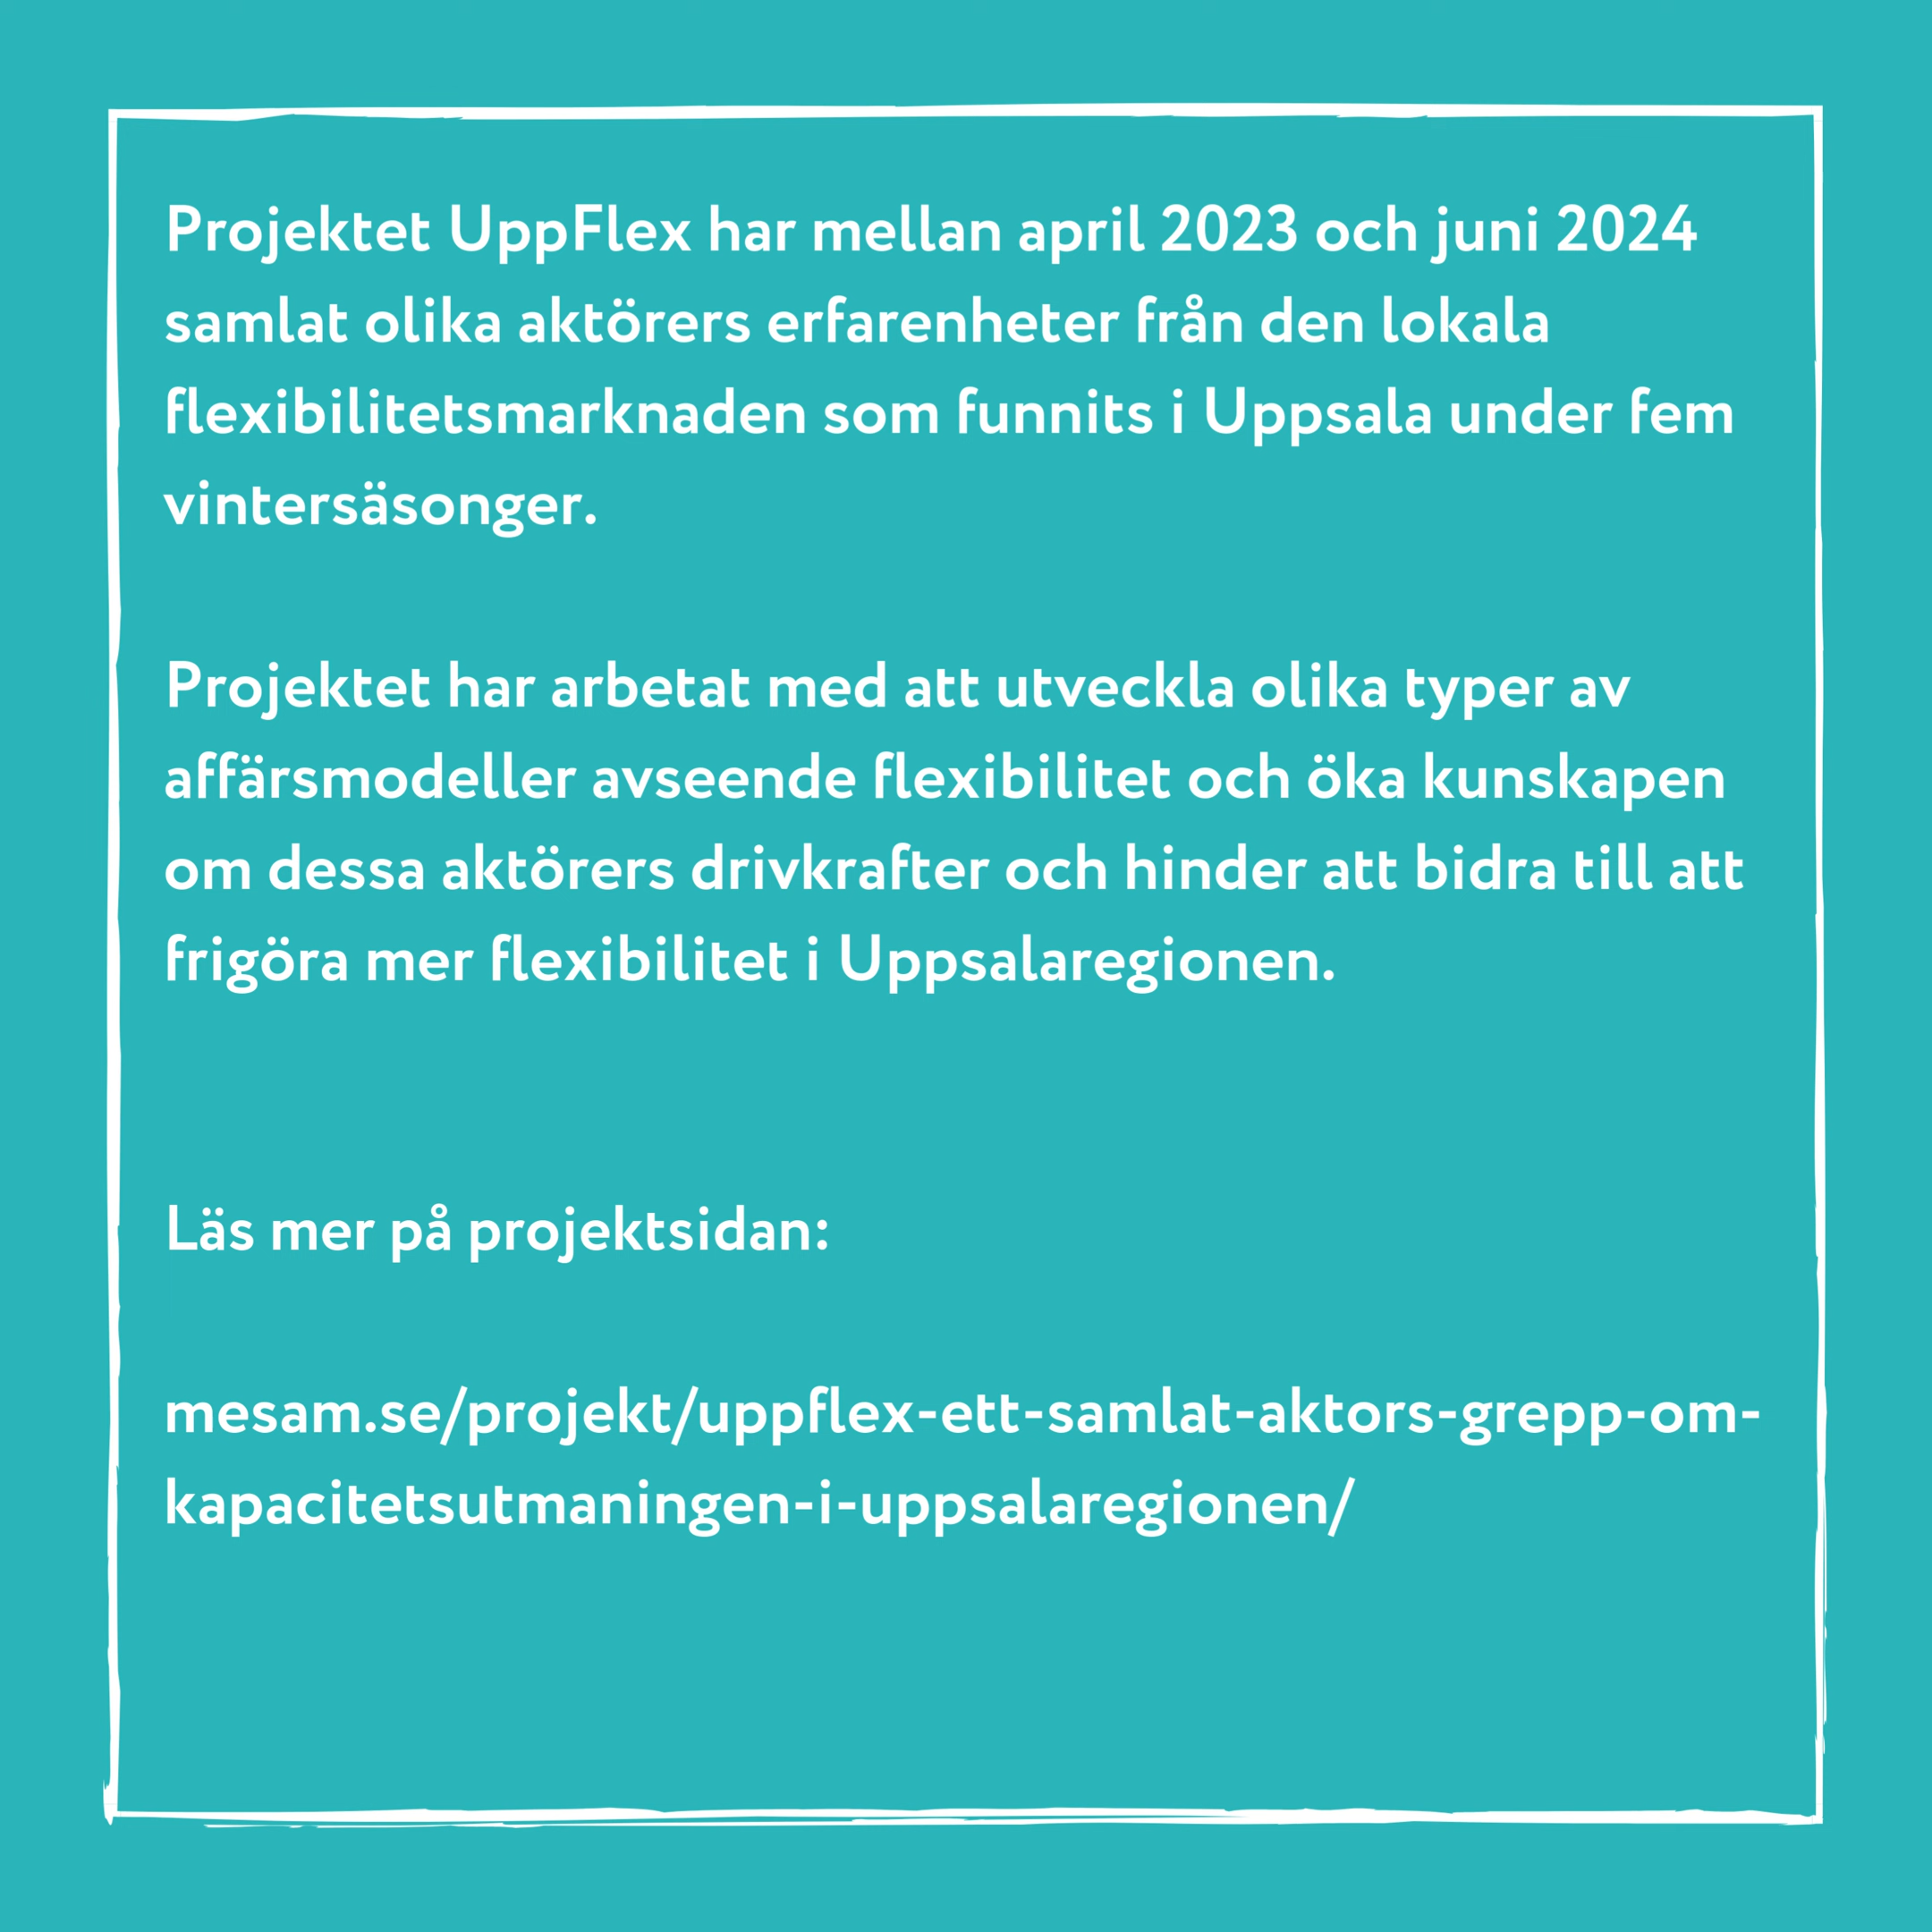 Projektet UppFlex har mellan april 2023 och juni 2024
samlat olika aktörers erfarenheter från den lokala
flexibilitetsmarknaden som funnits i Uppsala under fem
vintersäsonger.
Projektet har arbetat med att utveckla olika typer av
affärsmodeller avseende flexibilitet och öka kunskapen
om dessa aktörers drivkrafter och hinder att bidra till att
frigöra mer flexibilitet i Uppsalaregionen.
Läs mer på projektsidan:
mesam.se/projekt/uppflex-ett-samlat-aktors-grepp-om-
kapacitetsutmaningen-i-uppsalaregionen/